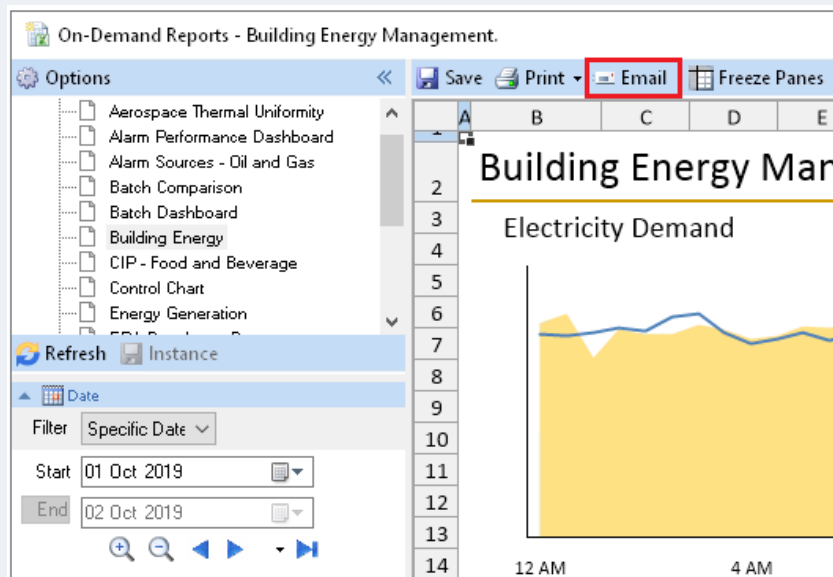 On-Demand Reports - Building Energy Management.
Options
Save Print Email Freeze Panes
Aerospace Thermal Uniformity
Alarm Performance Dashboard
Alarm Sources - Oil and Gas
Batch Comparison
Batch Dashboard
Building Energy
CIP - Food and Beverage
Control Chart
Energy Generation
Refresh Instance
Date
Filter Specific Date
Start 01 Oct 2019
End 02 Oct 2019
A B C D E
1
2
3
4
5
6
7
8
9
10
11
12
13
14
Building Energy Man
Electricity Demand
12 AM 4 AM